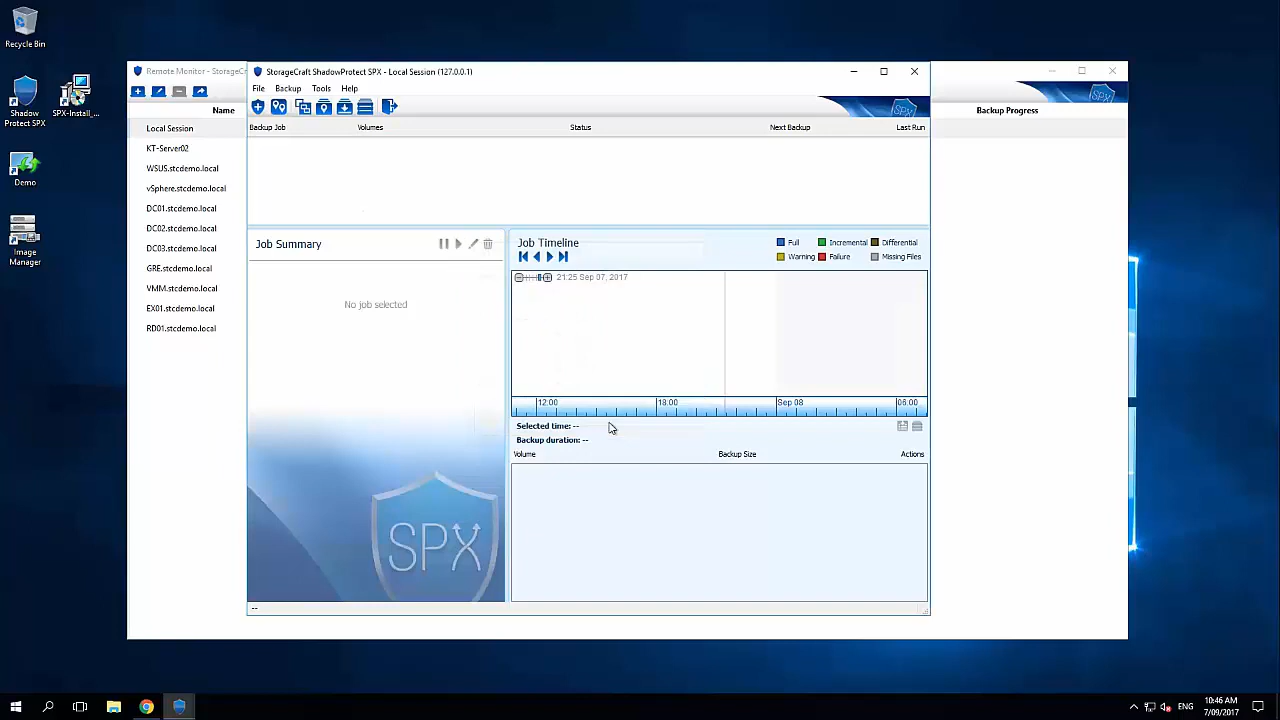 Recycle Bin
Shadow Protect SPX
SPX-Install_...
Demo
Image Manager
Remote Monitor - StorageCr
Name
Local Session
KT-Server02
WSUS.stcdemo.local
vSphere.stcdemo.local
DC01.stcdemo.local
DC02.stcdemo.local
DC03.stcdemo.local
GRE.stcdemo.local
VMM.stcdemo.local
EX01.stcdemo.local
RD01.stcdemo.local
Backup Progress
StorageCraft ShadowProtect SPX - Local Session (127.0.0.1)
File Backup Tools Help
Backup Job Volumes Status Next Backup Last Run
Job Summary
No job selected
SPX
Job Timeline
Full Incremental Differential
Warning Failure Missing Files
21:25 Sep 07, 2017
12:00 18:00 Sep 08 06:00
Selected time: --
Backup duration: --
Volume Backup Size Actions
--
ENG
10:46 AM
7/09/2017